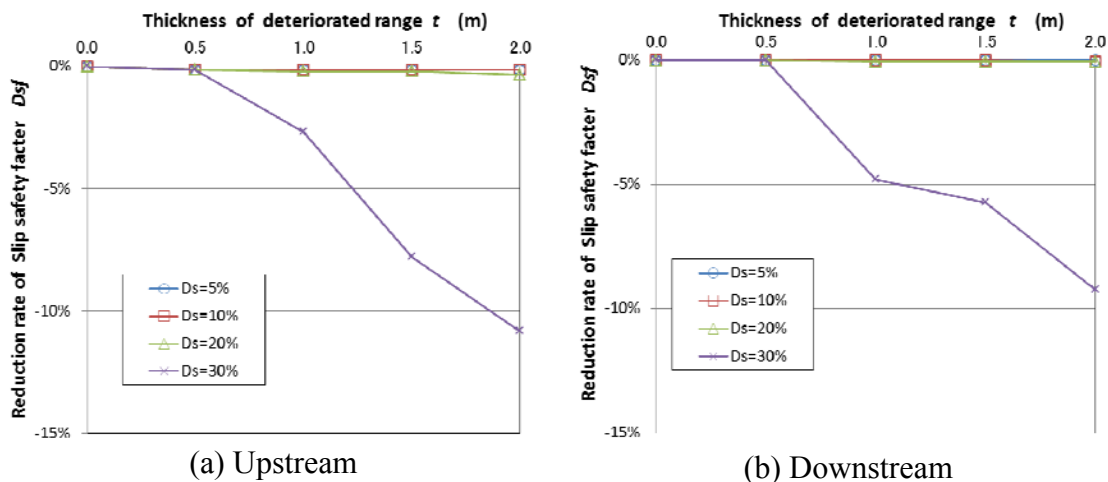 Thickness of deteriorated range t (m)
0.0 0.5 1.0 1.5 2.0
0%
-5%
-10%
-15%
Reduction rate of Slip safety facter Dsf
Ds=5%
Ds=10%
Ds=20%
Ds=30%
(a) Upstream
Thickness of deteriorated range t (m)
0.0 0.5 1.0 1.5 2.0
0%
-5%
-10%
-15%
Reduction rate of Slip safety facter Dsf
Ds=5%
Ds=10%
Ds=20%
Ds=30%
(b) Downstream